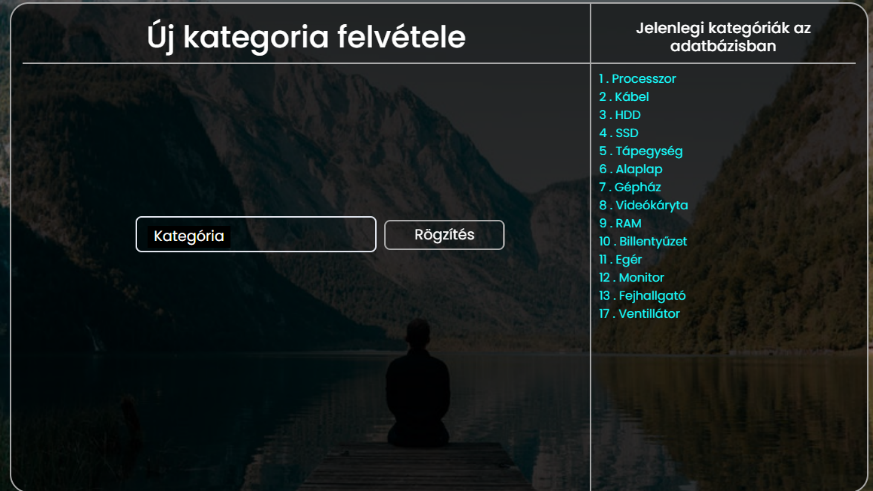 Új kategoria felvétele
Jelenlegi kategóriák az
adatbázisban
1 . Processzor
2 . Kábel
3 . HDD
4 . SSD
5 . Tápegység
6 . Alaplap
7 . Gépház
8 . Videókáryta
9 . RAM
10 . Billentyűzet
11 . Egér
12 . Monitor
13 . Fejhallgató
17 . Ventillátor
Kategória
Rögzítés